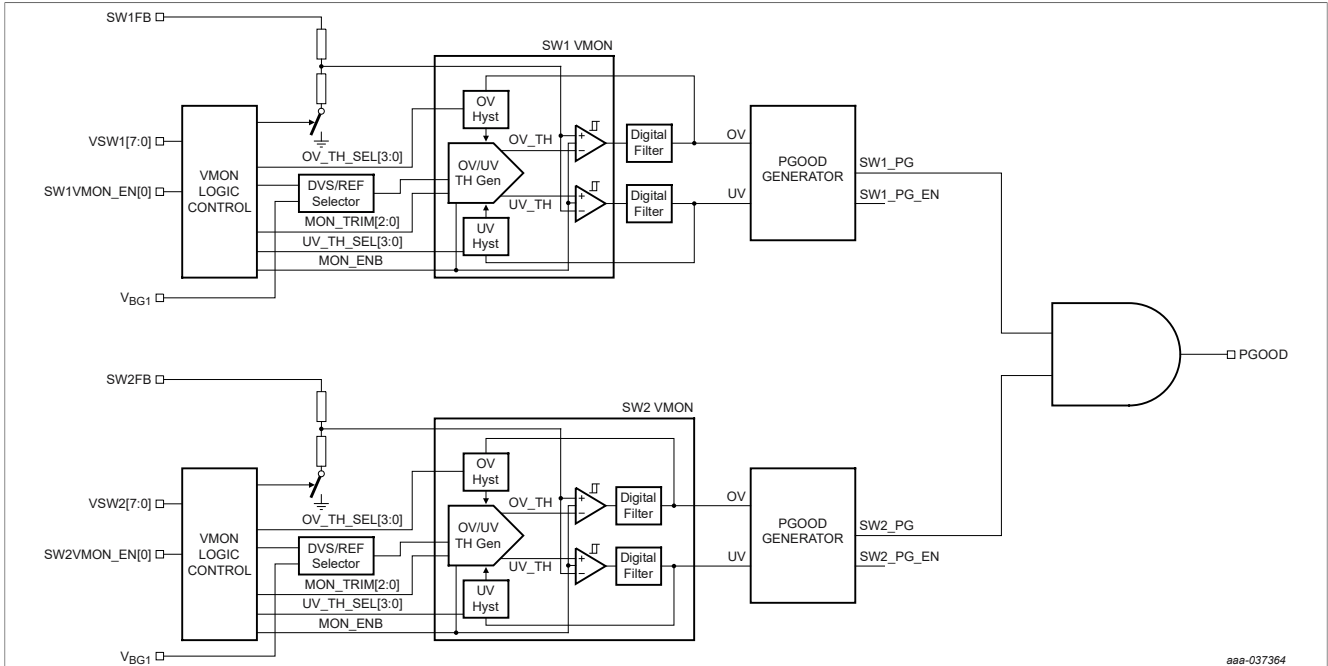 SW1FB
SW1 VMON
OV
Hyst
VSW1[7:0]
VMON
LOGIC
CONTROL
OV_TH_SEL[3:0]
OV_TH
+
−
Digital
Filter
OV
PGOOD
GENERATOR
SW1_PG
SW1VMON_EN[0]
DVS/REF
Selector
OV/UV
TH Gen
UV_TH
+
−
Digital
Filter
UV
SW1_PG_EN
MON_TRIM[2:0]
UV_TH_SEL[3:0]
UV
Hyst
MON_ENB
VBG1
PGOOD
SW2FB
SW2 VMON
OV
Hyst
VSW2[7:0]
VMON
LOGIC
CONTROL
OV_TH_SEL[3:0]
OV_TH
+
−
Digital
Filter
OV
PGOOD
GENERATOR
SW2_PG
SW2VMON_EN[0]
DVS/REF
Selector
OV/UV
TH Gen
UV_TH
+
−
Digital
Filter
UV
SW2_PG_EN
MON_TRIM[2:0]
UV_TH_SEL[3:0]
UV
Hyst
MON_ENB
VBG1
aaa-037364